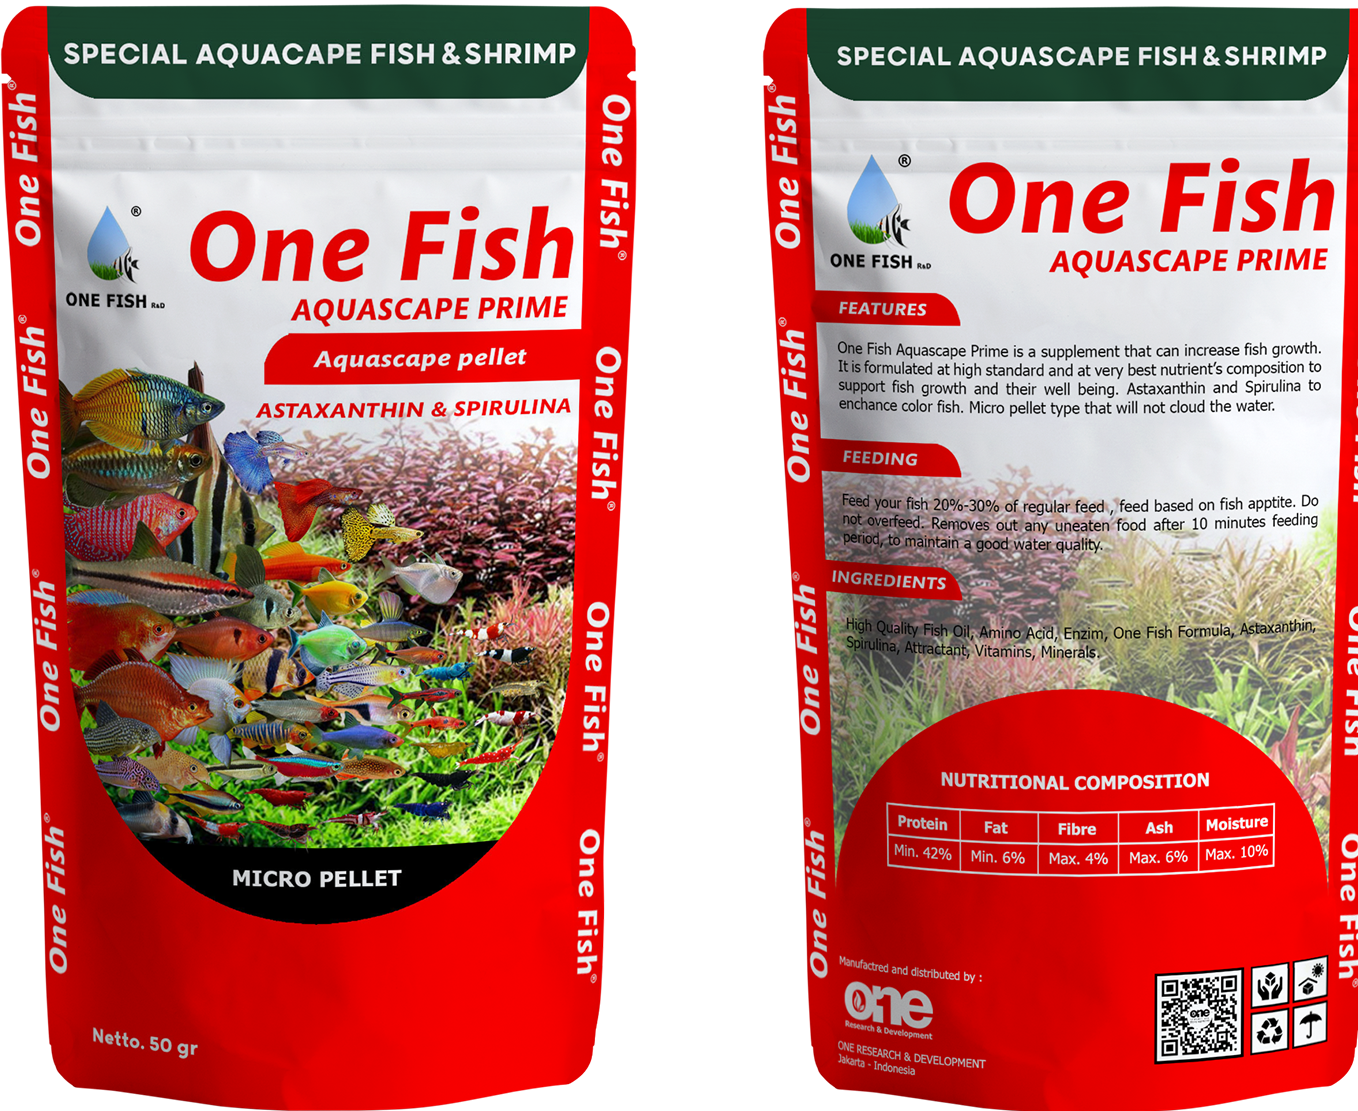 SPECIAL AQUACAPE FISH & SHRIMP
®
ONE FISH R&D
One Fish
AQUASCAPE PRIME
Aquascape pellet
ASTAXANTHIN & SPIRULINA
MICRO PELLET
Netto. 50 gr
One Fish®
One Fish®
One Fish®
One Fish®
One Fish®
One Fish®
One Fish®
One Fish®
SPECIAL AQUASCAPE FISH & SHRIMP
®
ONE FISH R&D
One Fish
AQUASCAPE PRIME
FEATURES
One Fish Aquascape Prime is a supplement that can increase fish growth.
It is formulated at high standard and at very best nutrient's composition to
support fish growth and their well being. Astaxanthin and Spirulina to
enchance color fish. Micro pellet type that will not cloud the water.
FEEDING
Feed your fish 20%-30% of regular feed , feed based on fish apptite. Do
not overfeed. Removes out any uneaten food after 10 minutes feeding
period, to maintain a good water quality.
INGREDIENTS
High Quality Fish Oil, Amino Acid, Enzim, One Fish Formula, Astaxanthin,
Spirulina, Attractant, Vitamins, Minerals.
NUTRITIONAL COMPOSITION
Protein Fat Fibre Ash Moisture
Min. 42% Min. 6% Max. 4% Max. 6% Max. 10%
Manufactred and distributed by :
one
Research & Development
ONE RESEARCH & DEVELOPMENT
Jakarta - Indonesia
one
One Fish®
One Fish®
One Fish®
One Fish®
One Fish
One Fish®